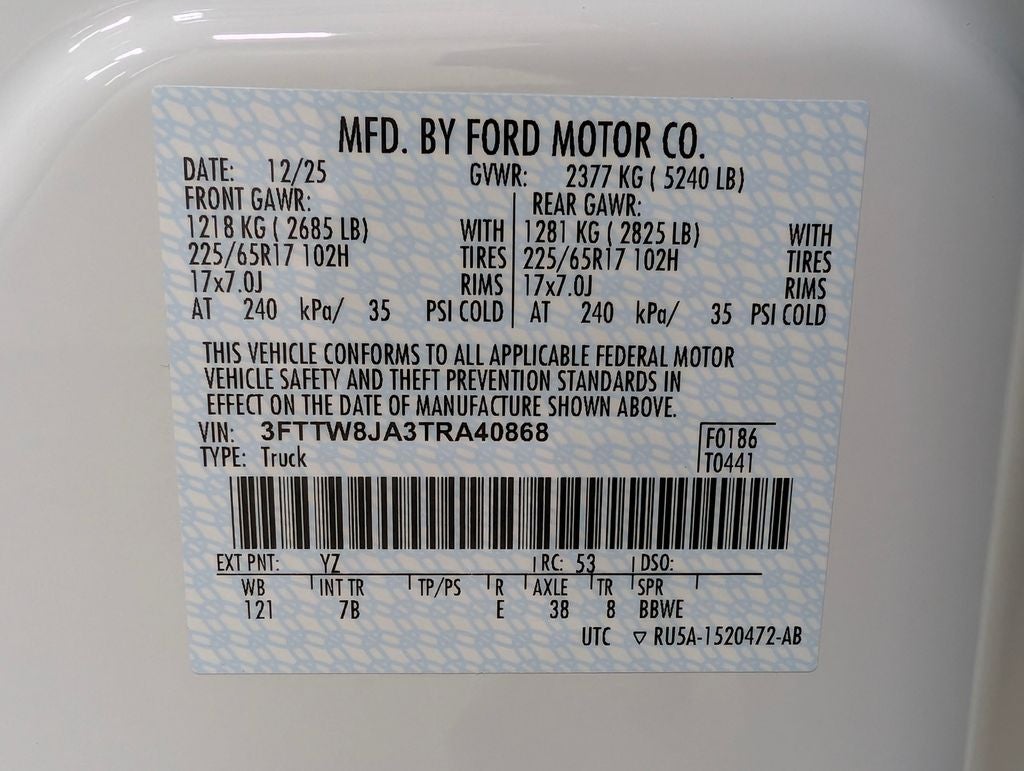 MFD. BY FORD MOTOR CO.
DATE: 12/25 GVWR: 2377 KG ( 5240 LB)
FRONT GAWR: REAR GAWR:
1218 KG ( 2685 LB) WITH 1281 KG ( 2825 LB) WITH
225/65R17 102H TIRES 225/65R17 102H TIRES
17x7.0J RIMS 17x7.0J RIMS
AT 240 kPa/ 35 PSI COLD AT 240 kPa/ 35 PSI COLD
THIS VEHICLE CONFORMS TO ALL APPLICABLE FEDERAL MOTOR
VEHICLE SAFETY AND THEFT PREVENTION STANDARDS IN
EFFECT ON THE DATE OF MANUFACTURE SHOWN ABOVE.
VIN: 3FTTW8JA3TRA40868 F0186
TYPE: Truck T0441
EXT PNT: YZ RC: 53 DSO:
WB INT TR TP/PS R AXLE TR SPR
121 7B E 38 8 BBWE
UTC ▽ RU5A-1520472-AB